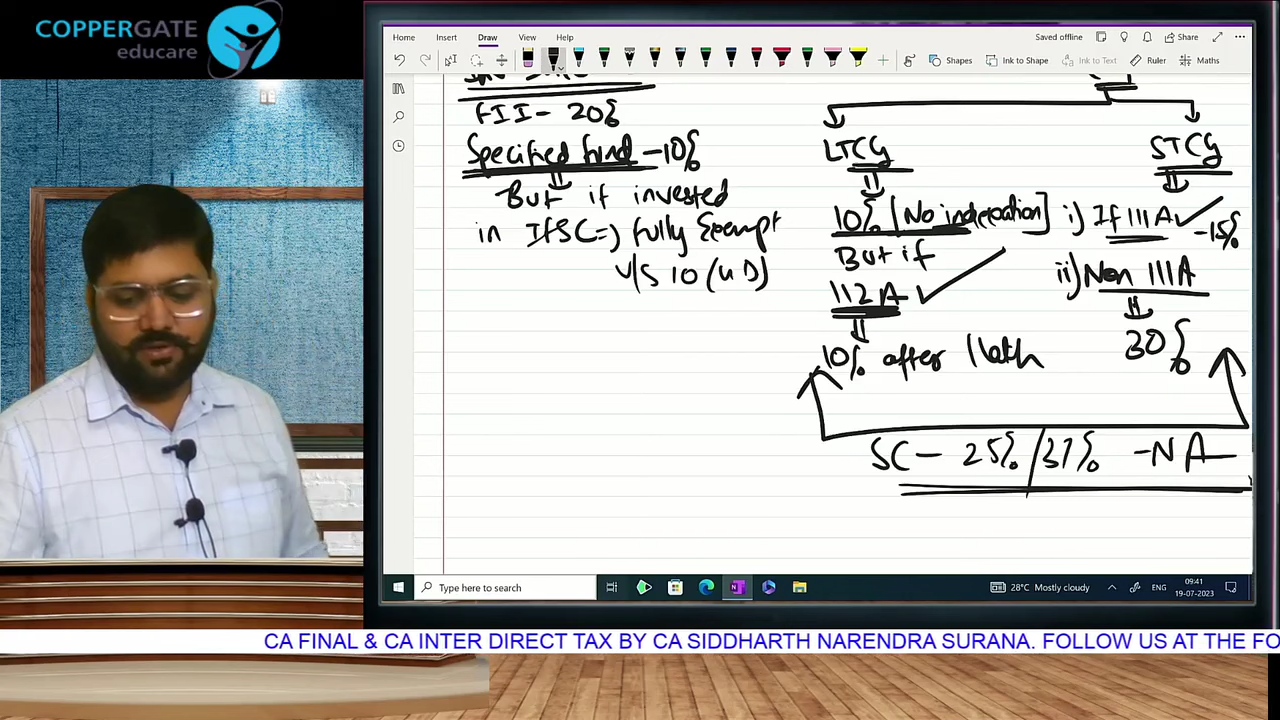 COPPERGATE
educare
Home Insert Draw View Help
Saved offline
Share
Shapes
Ink to Shape
Ink to Text
Ruler
Maths
FII - 20%
Specified fund - 10%
But if invested
in IFSC => fully Exempt
u/s 10 (4D)
LTCG
10% [No indexation]
But if
112A
10% after 1 lakh
STCG
i) If 111A - 15%
ii) Non 111A
30%
SC - 25% / 37% - NA
Type here to search
28°C Mostly cloudy
ENG
09:41
19-07-2023
CA FINAL & CA INTER DIRECT TAX BY CA SIDDHARTH NARENDRA SURANA. FOLLOW US AT THE FO